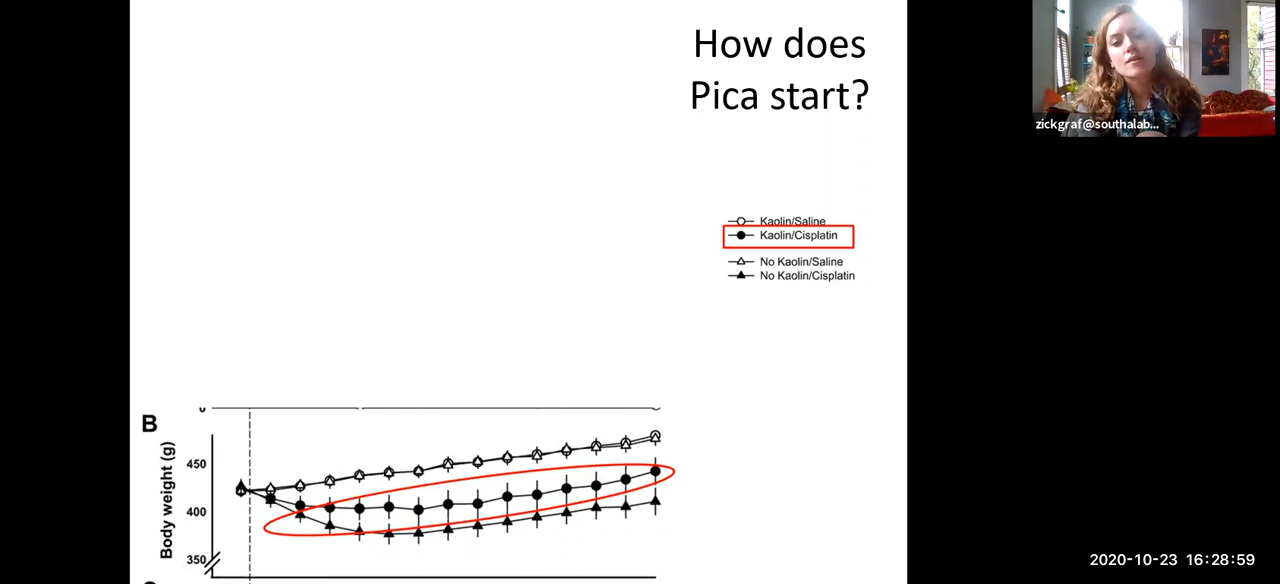 How does
Pica start?
zickgraf@southalab...
Kaolin/Saline
Kaolin/Cisplatin
No Kaolin/Saline
No Kaolin/Cisplatin
B
Body weight (g)
450
400
350
2020-10-23 16:28:59